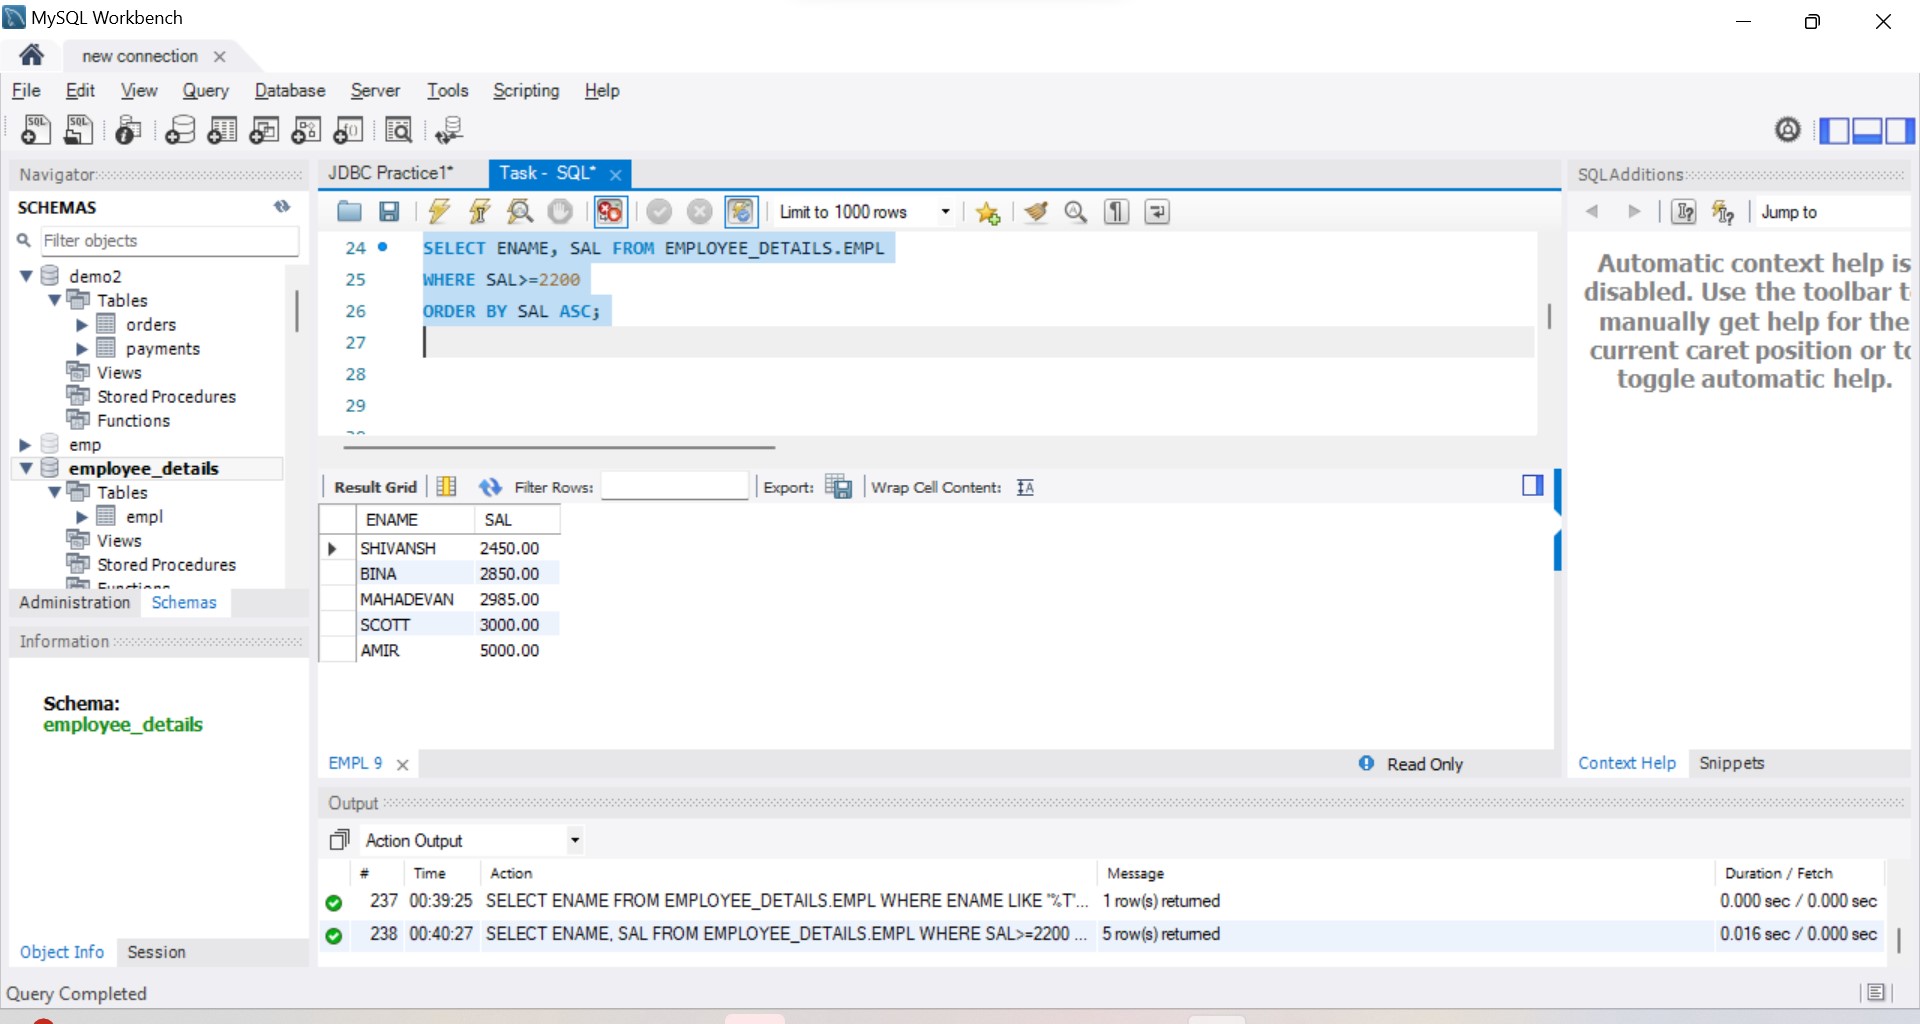 MySQL Workbench
new connection
File Edit View Query Database Server Tools Scripting Help
Navigator
SCHEMAS
Filter objects
demo2
Tables
orders
payments
Views
Stored Procedures
Functions
emp
employee_details
Tables
empl
Views
Stored Procedures
Functions
Administration Schemas
Information
Schema:
employee_details
Object Info Session
JDBC Practice1* Task - SQL*
Limit to 1000 rows
24 SELECT ENAME, SAL FROM EMPLOYEE_DETAILS.EMPL
25 WHERE SAL>=2200
26 ORDER BY SAL ASC;
27
28
29
Result Grid Filter Rows: Export: Wrap Cell Content:
ENAME SAL
SHIVANSH 2450.00
BINA 2850.00
MAHADEVAN 2985.00
SCOTT 3000.00
AMIR 5000.00
EMPL 9 Read Only
SQLAdditions
Jump to
Automatic context help is
disabled. Use the toolbar t
manually get help for the
current caret position or to
toggle automatic help.
Context Help Snippets
Output
Action Output
# Time Action Message Duration / Fetch
237 00:39:25 SELECT ENAME FROM EMPLOYEE_DETAILS.EMPL WHERE ENAME LIKE "%T'... 1 row(s) returned 0.000 sec / 0.000 sec
238 00:40:27 SELECT ENAME, SAL FROM EMPLOYEE_DETAILS.EMPL WHERE SAL>=2200 ... 5 row(s) returned 0.016 sec / 0.000 sec
Query Completed